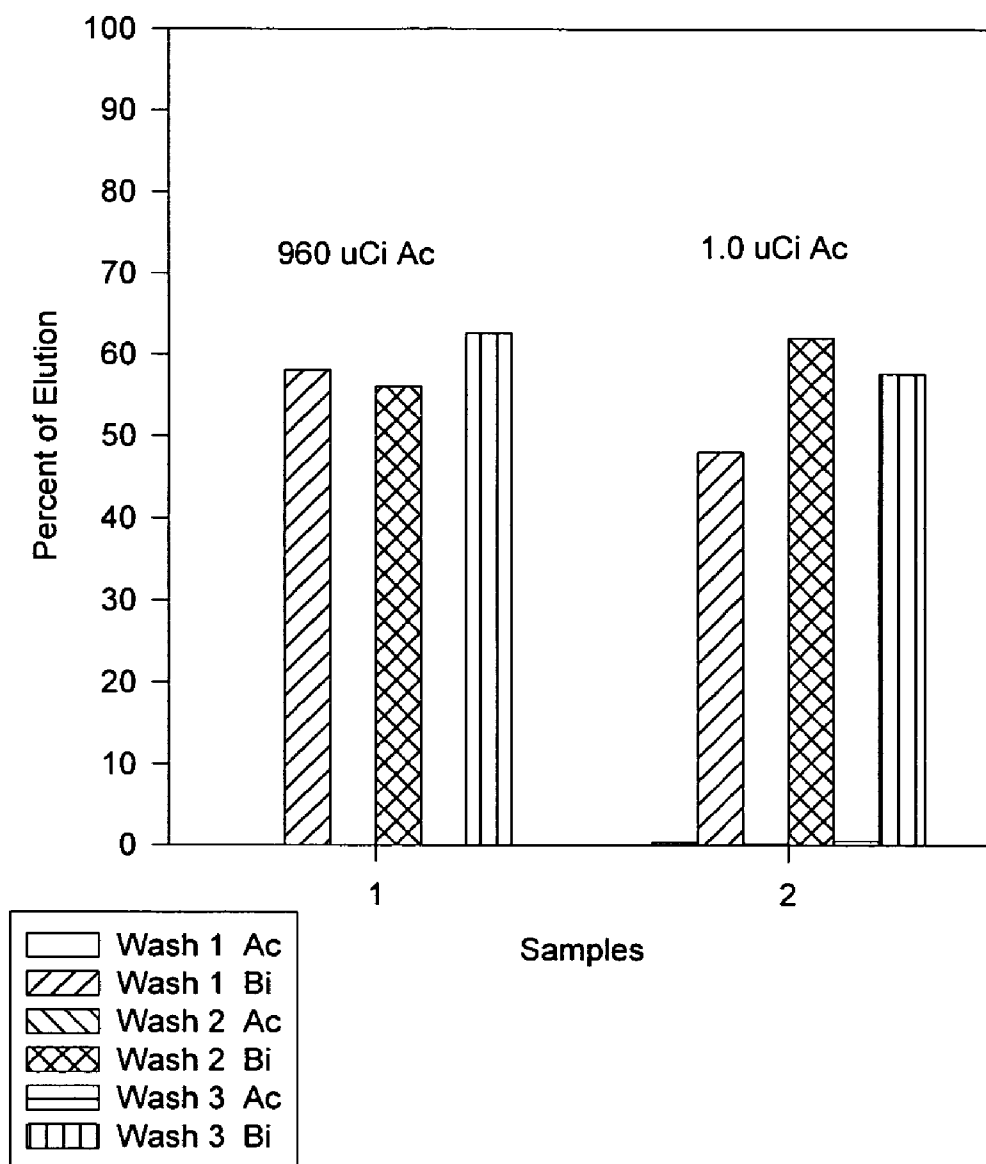 100
90
80
70
60
50
40
30
20
10
0
Percent of Elution
960 uCi Ac
1.0 uCi Ac
1
2
Samples
Wash 1 Ac
Wash 1 Bi
Wash 2 Ac
Wash 2 Bi
Wash 3 Ac
Wash 3 Bi